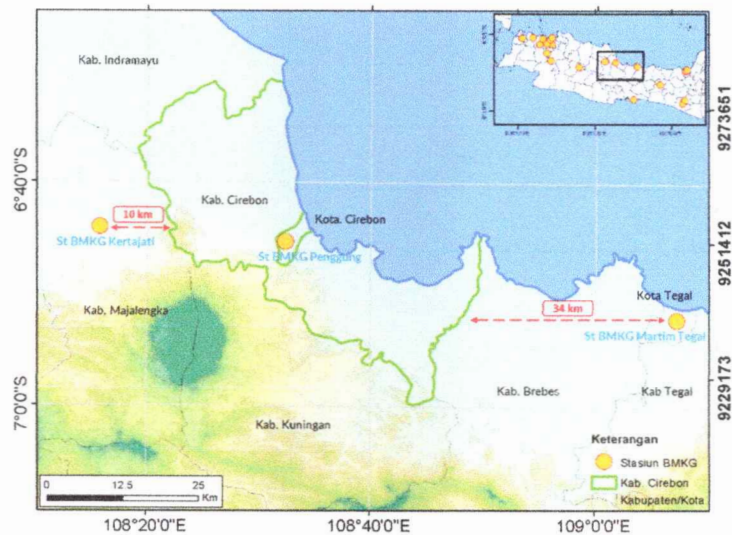 Kab. Indramayu
6°40'0"S
Kab. Cirebon
Kota. Cirebon
10 km
St BMKG Kertajati
St BMKG Penggung
Kab. Majalengka
34 km
Kota Tegal
St BMKG Maritim Tegal
Kab. Brebes
Kab Tegal
7°0'0"S
Kab. Kuningan
Keterangan
Stasiun BMKG
Kab. Cirebon
Kabupaten/Kota
0 12.5 25
Km
108°20'0"E 108°40'0"E 109°0'0"E
9273651
9251412
9229173